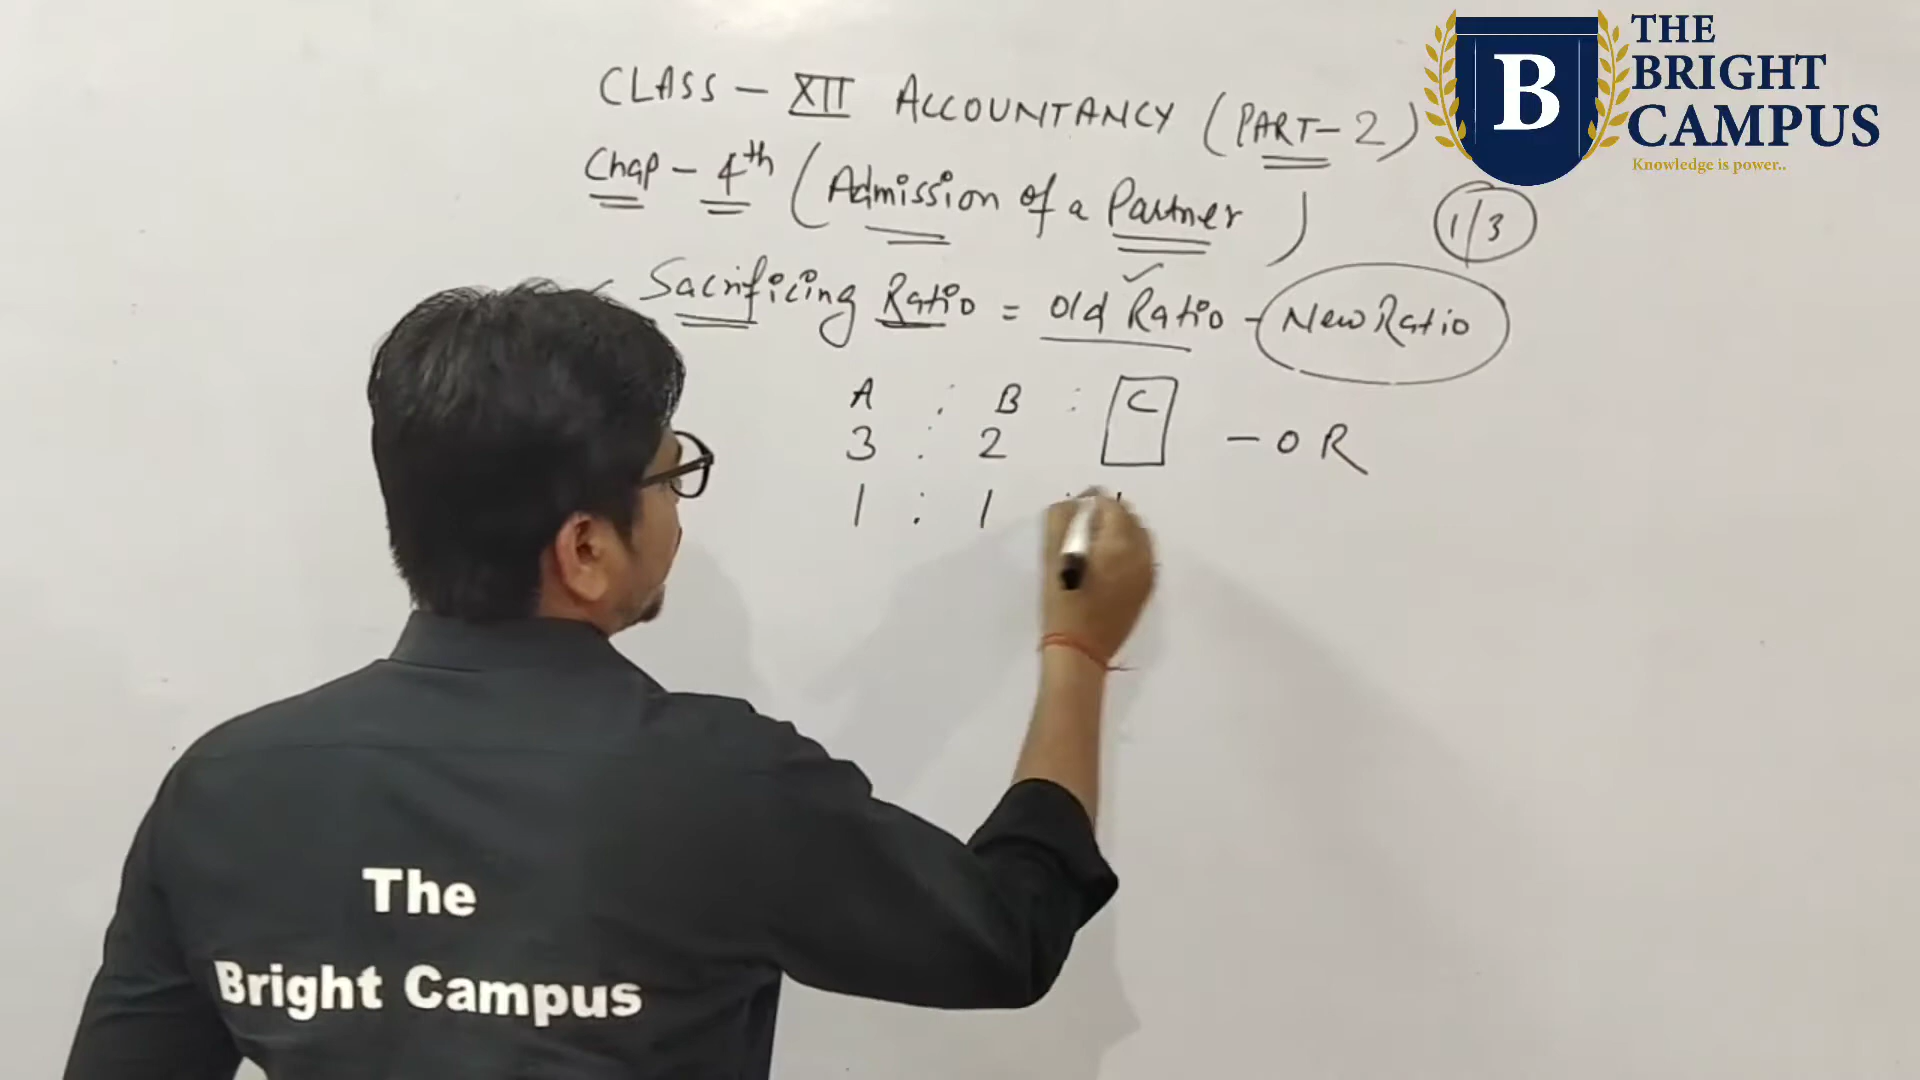 CLASS - XII ACCOUNTANCY (PART-2)
Chap - 4th (Admission of a Partner)
1/3
Sacrificing Ratio = Old Ratio - New Ratio
A : B : C
3 : 2 - O R
1 : 1 :
THE
BRIGHT
CAMPUS
Knowledge is power..
B
The
Bright Campus